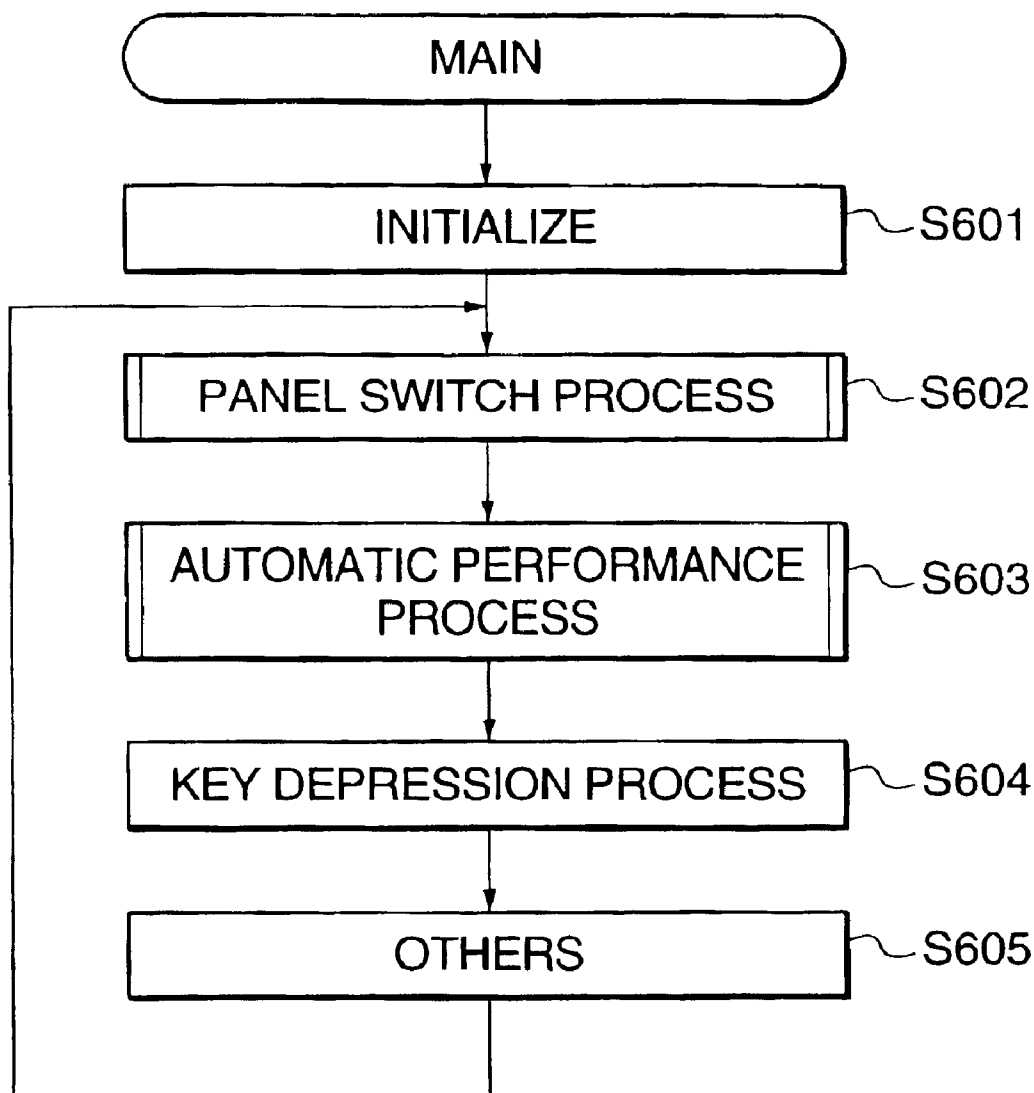 MAIN
INITIALIZE
S601
PANEL SWITCH PROCESS
S602
AUTOMATIC PERFORMANCE
PROCESS
S603
KEY DEPRESSION PROCESS
S604
OTHERS
S605